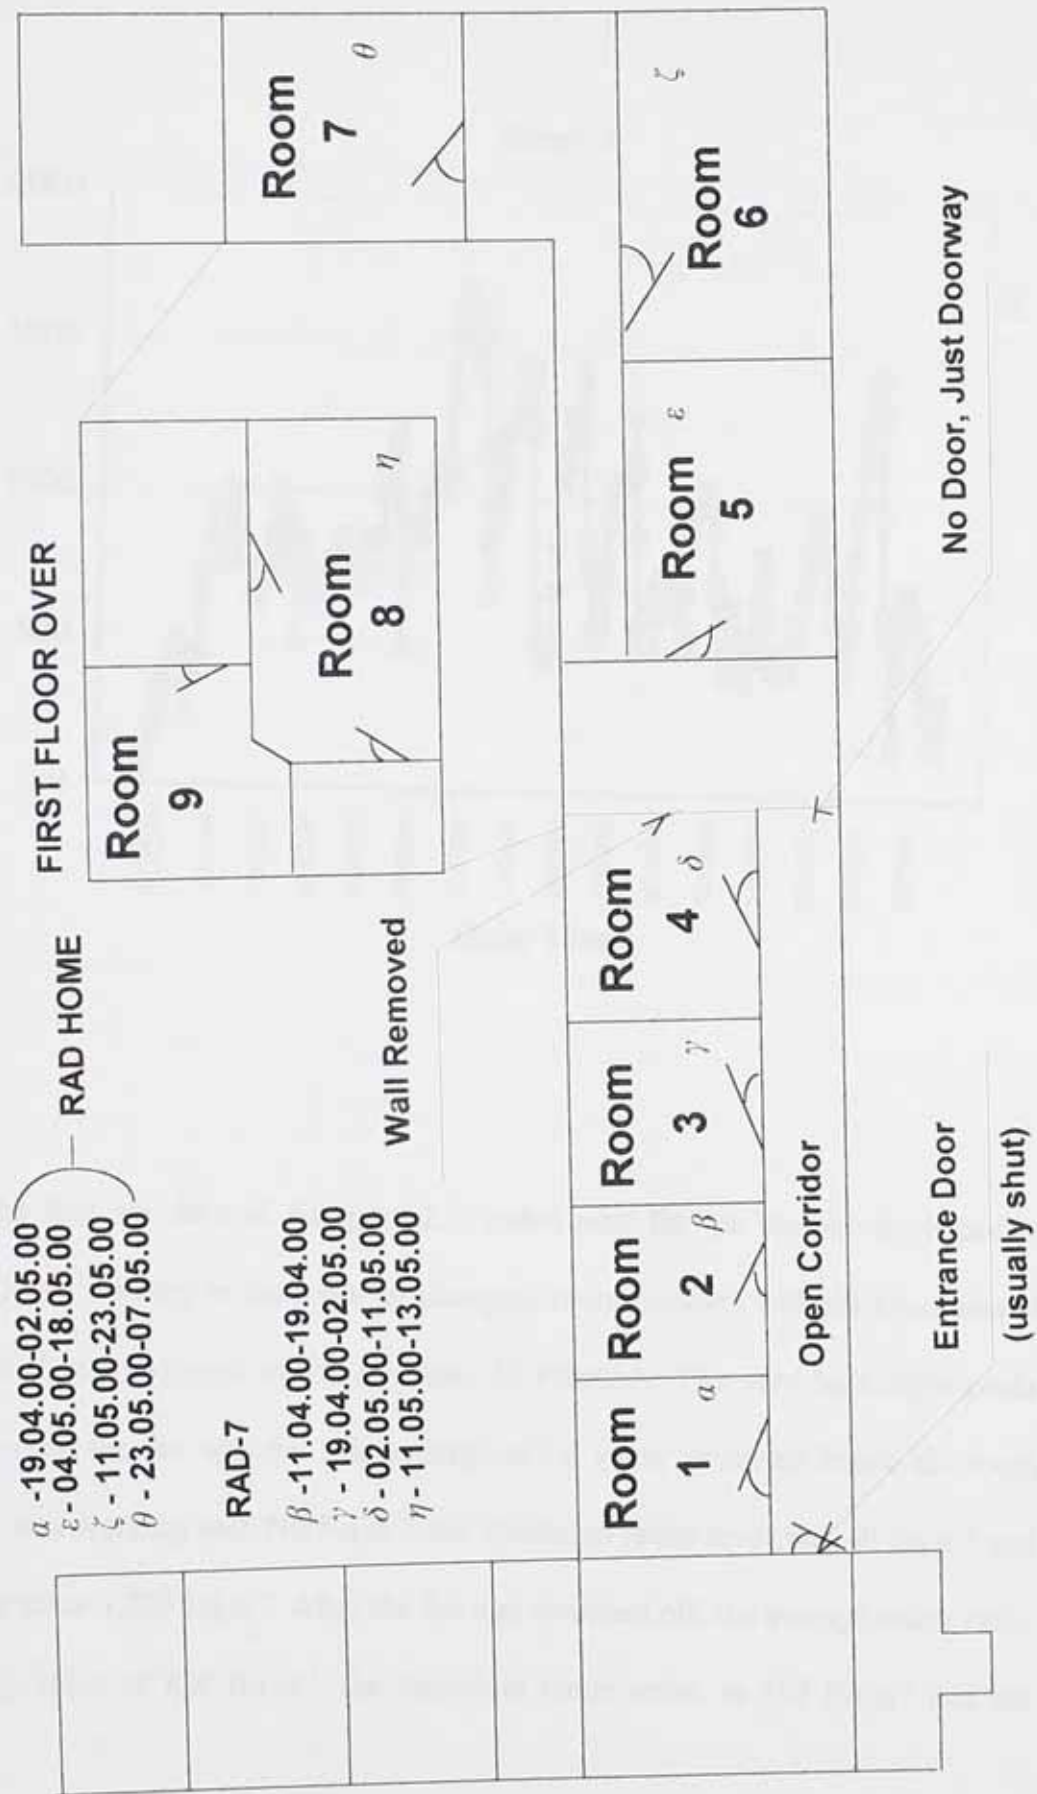 α -19.04.00-02.05.00
ε - 04.05.00-18.05.00
ζ - 11.05.00-23.05.00
θ - 23.05.00-07.05.00
RAD HOME
RAD-7
β -11.04.00-19.04.00
γ - 19.04.00-02.05.00
δ - 02.05.00-11.05.00
η - 11.05.00-13.05.00
FIRST FLOOR OVER
Room
9
Room
8
η
Room
7
θ
Wall Removed
Room
1
α
Room
2
β
Room
3
γ
Room
4
δ
Room
5
ε
Room
6
ζ
Open Corridor
Entrance Door
(usually shut)
No Door, Just Doorway